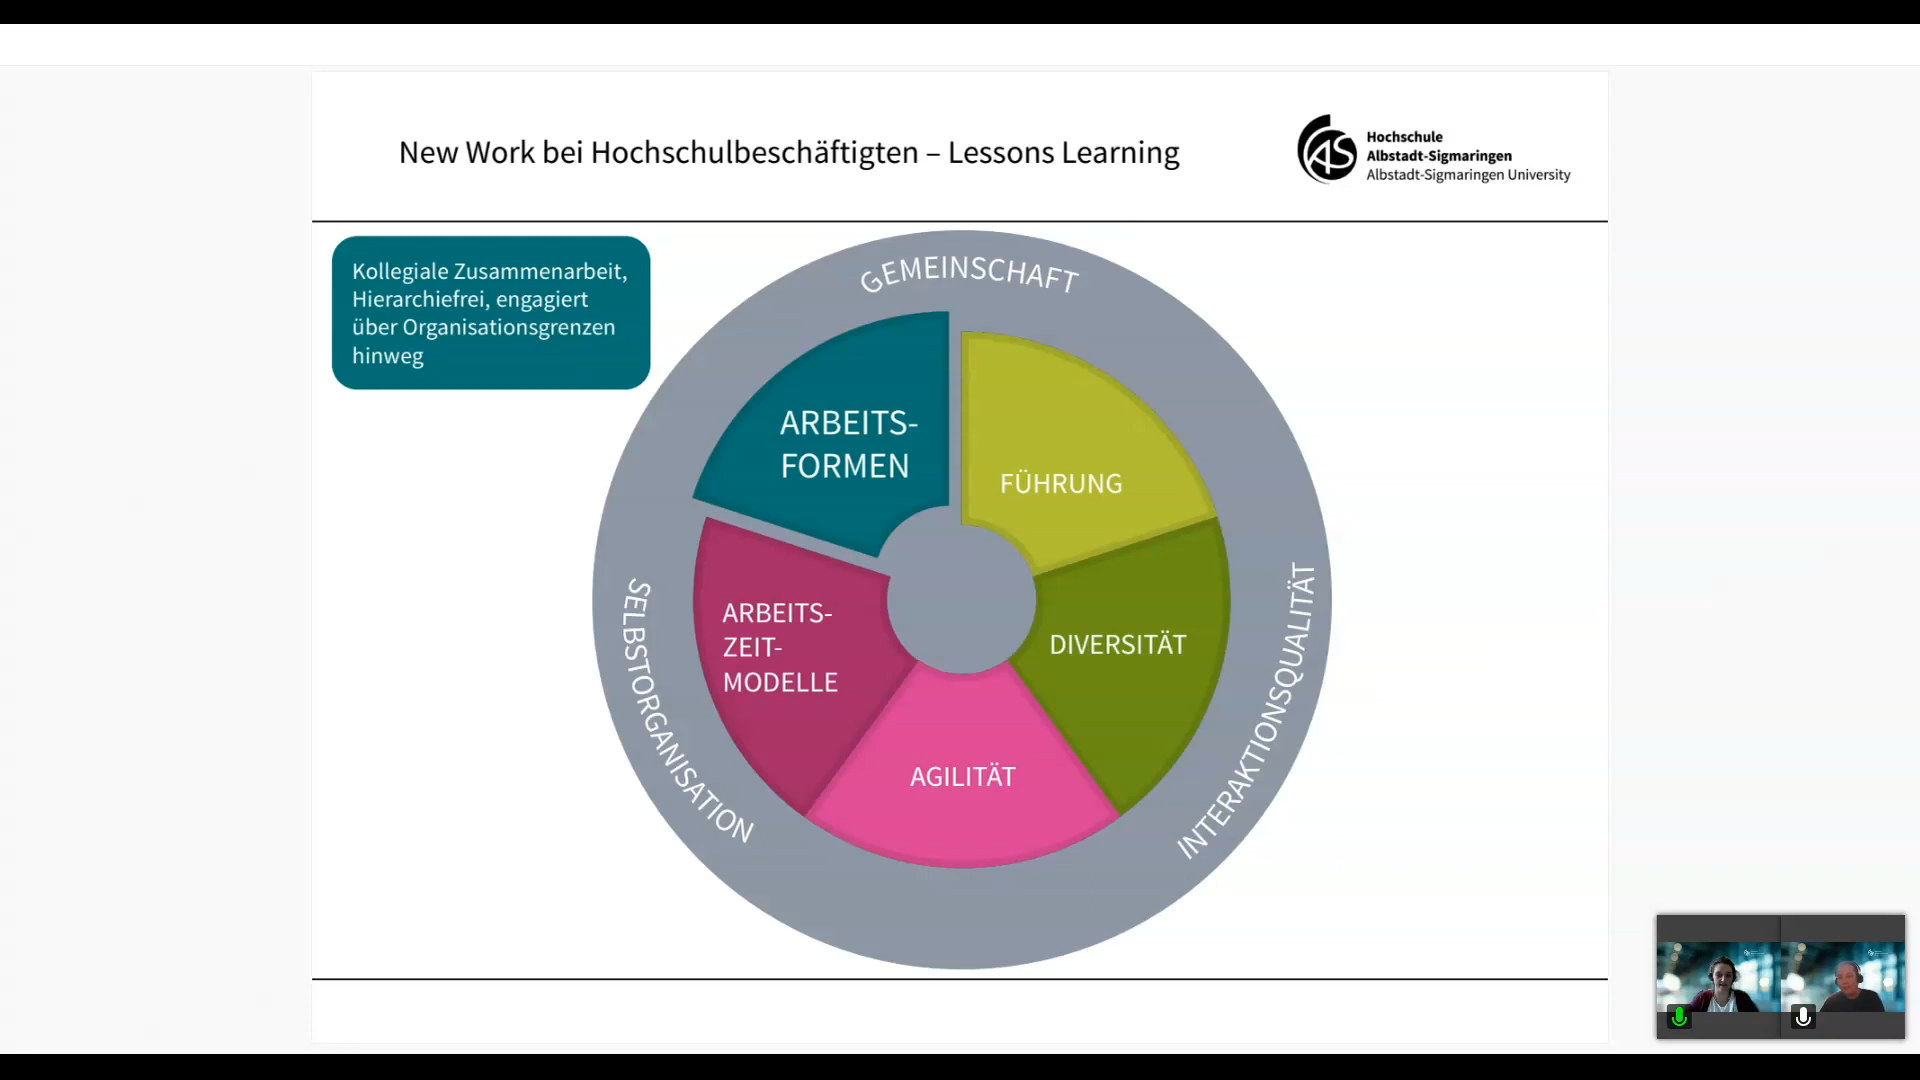 New Work bei Hochschulbeschäftigten – Lessons Learning
Hochschule
Albstadt-Sigmaringen
Albstadt-Sigmaringen University
Kollegiale Zusammenarbeit,
Hierarchiefrei, engagiert
über Organisationsgrenzen
hinweg
GEMEINSCHAFT
ARBEITS-
FORMEN
FÜHRUNG
ARBEITS-
ZEIT-
MODELLE
DIVERSITÄT
AGILITÄT
SELBSTORGANISATION
INTERAKTIONSQUALITÄT